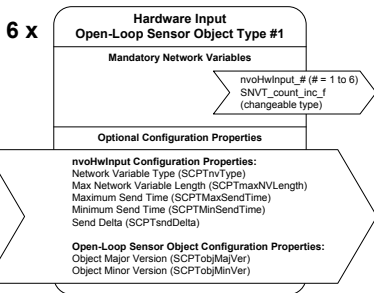 6 x
Hardware Input
Open-Loop Sensor Object Type #1
Mandatory Network Variables
nvoHwInput_# (# = 1 to 6)
SNVT_count_inc_f
(changeable type)
Optional Configuration Properties
nvoHwInput Configuration Properties:
Network Variable Type (SCPTnvType)
Max Network Variable Length (SCPTmaxNVLength)
Maximum Send Time (SCPTMaxSendTime)
Minimum Send Time (SCPTMinSendTime)
Send Delta (SCPTsndDelta)
Open-Loop Sensor Object Configuration Properties:
Object Major Version (SCPTobjMajVer)
Object Minor Version (SCPTobjMinVer)